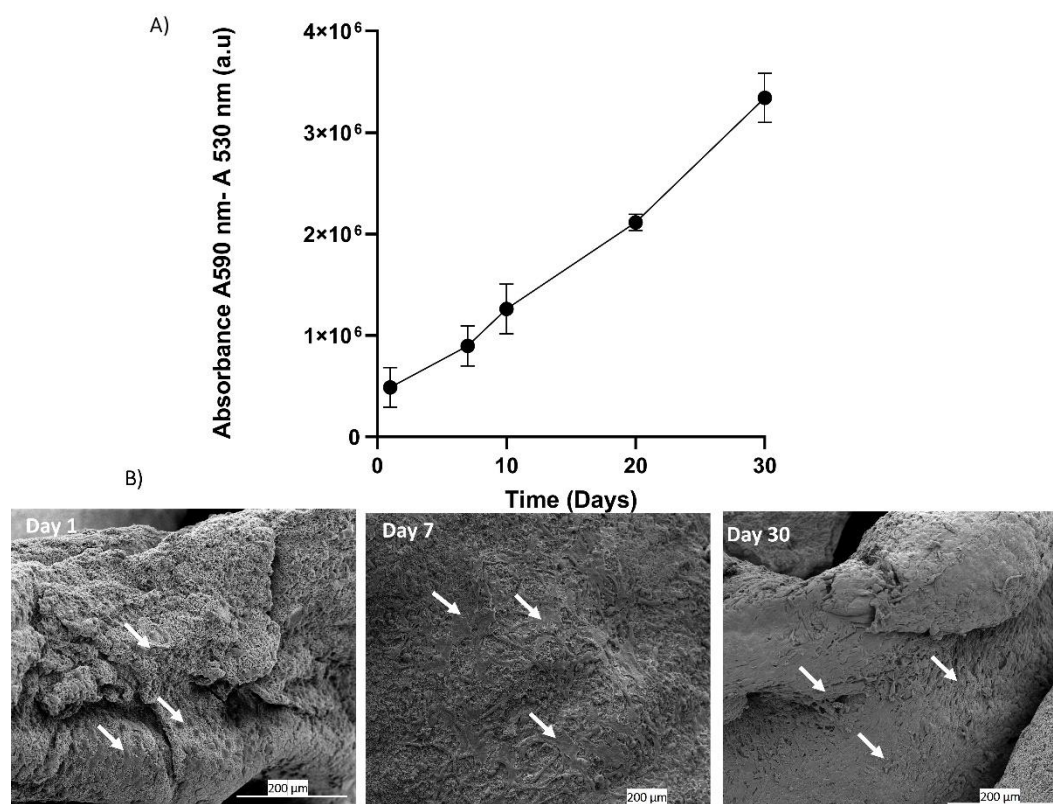 A)
Absorbance A590 nm- A 530 nm (a.u)
4×10⁶
3×10⁶
2×10⁶
1×10⁶
0
0 10 20 30
Time (Days)
B)
Day 1
Day 7
Day 30
200 µm
200 µm
200 µm